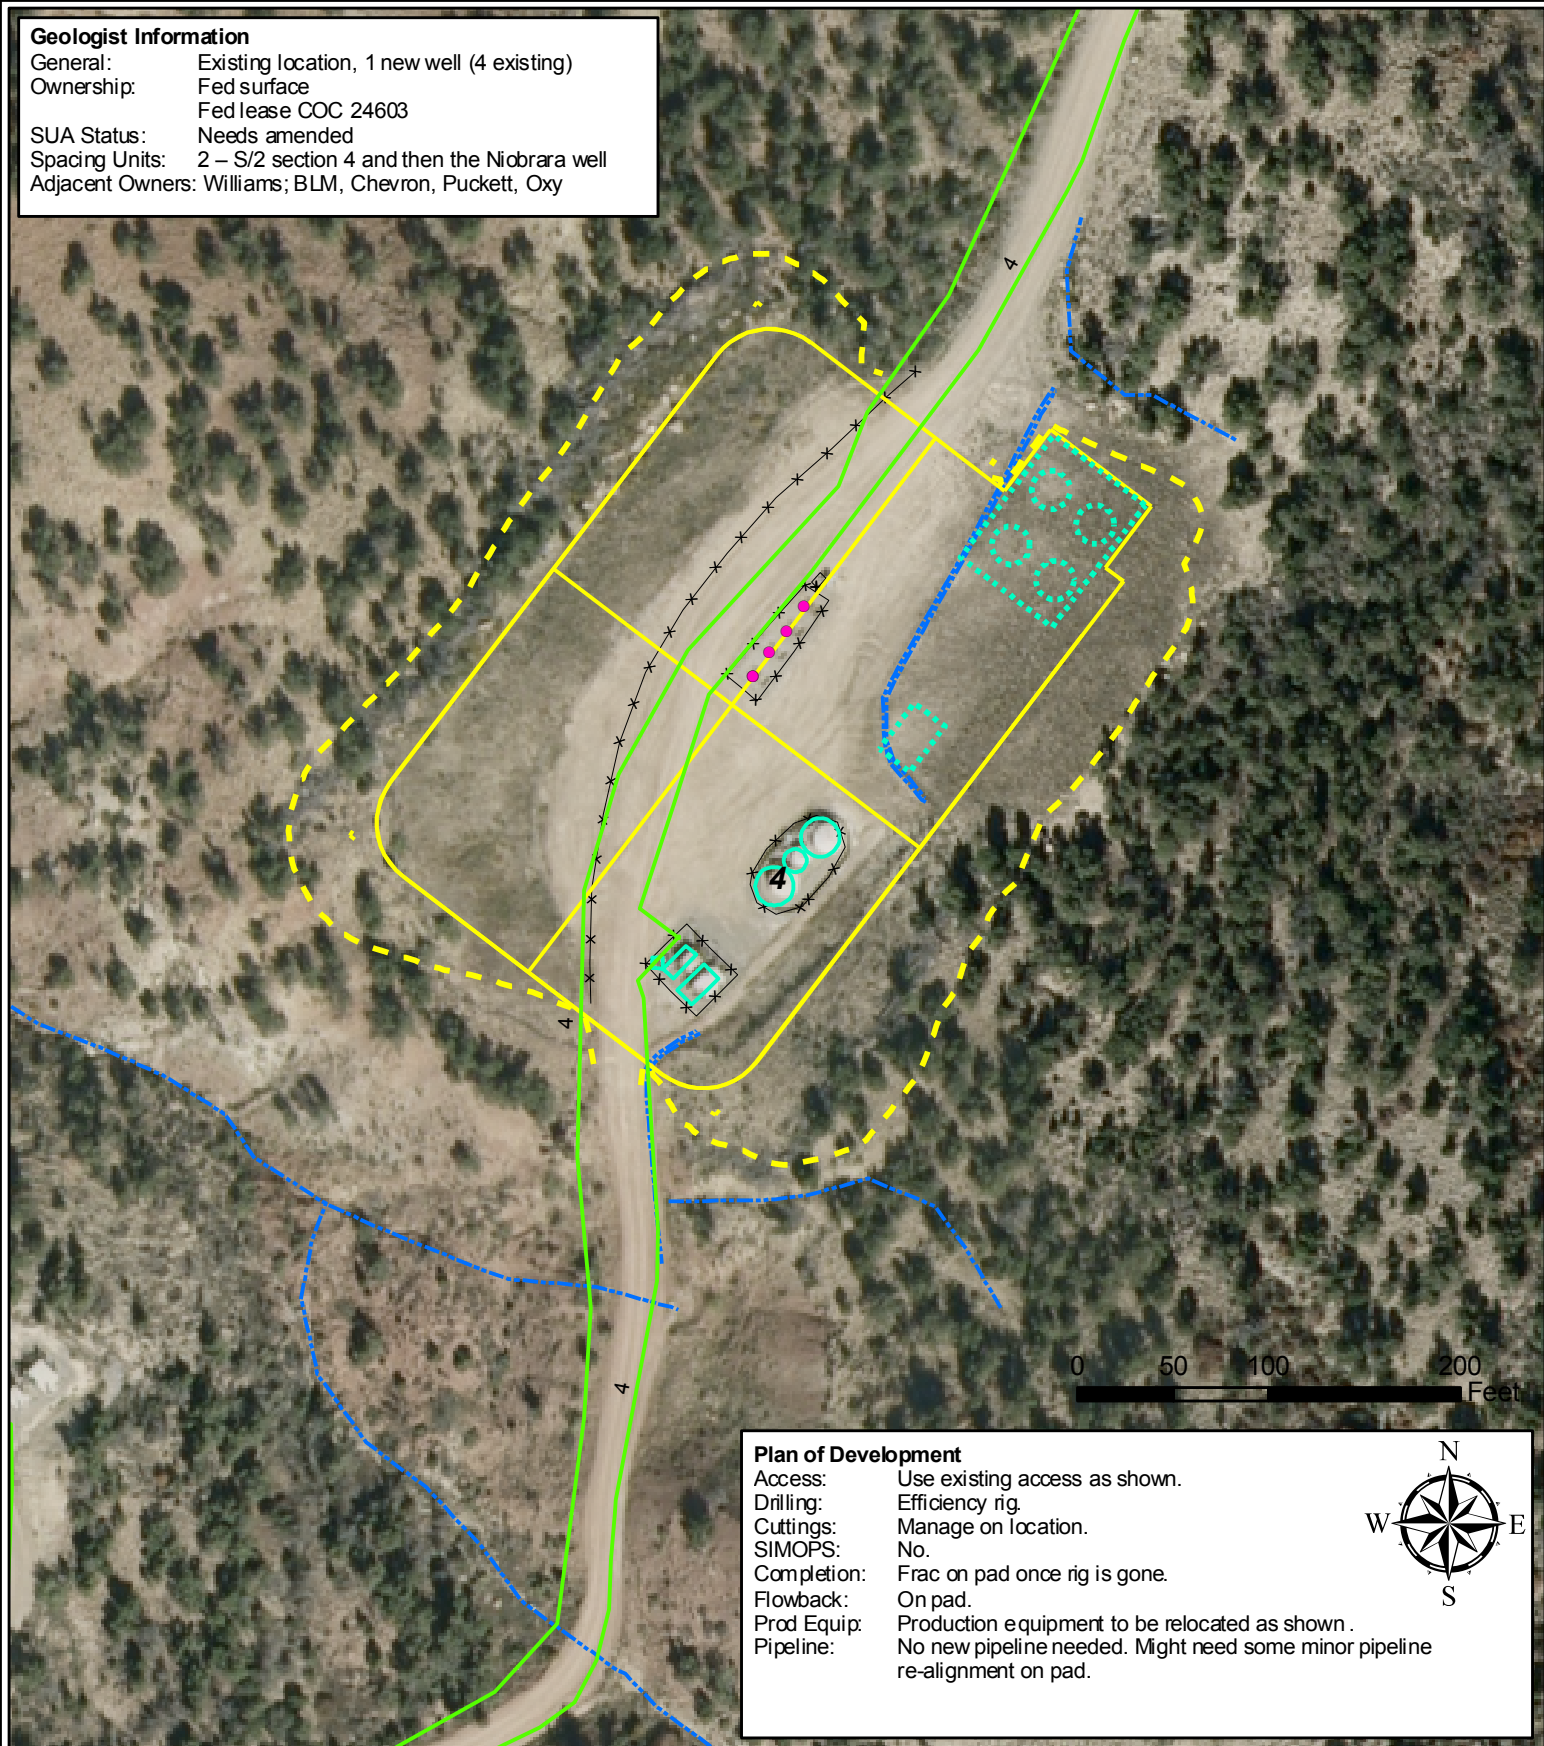 Geologist Information
General: Existing location, 1 new well (4 existing)
Ownership: Fed surface
Fed lease COC 24603
SUA Status: Needs amended
Spacing Units: 2 – S/2 section 4 and then the Niobrara well
Adjacent Owners: Williams; BLM, Chevron, Puckett, Oxy
4
4
4
4
0 50 100 200
Feet
Plan of Development
Access: Use existing access as shown.
Drilling: Efficiency rig.
Cuttings: Manage on location.
SIMOPS: No.
Completion: Frac on pad once rig is gone.
Flowback: On pad.
Prod Equip: Production equipment to be relocated as shown.
Pipeline: No new pipeline needed. Might need some minor pipeline
re-alignment on pad.
N
W E
S